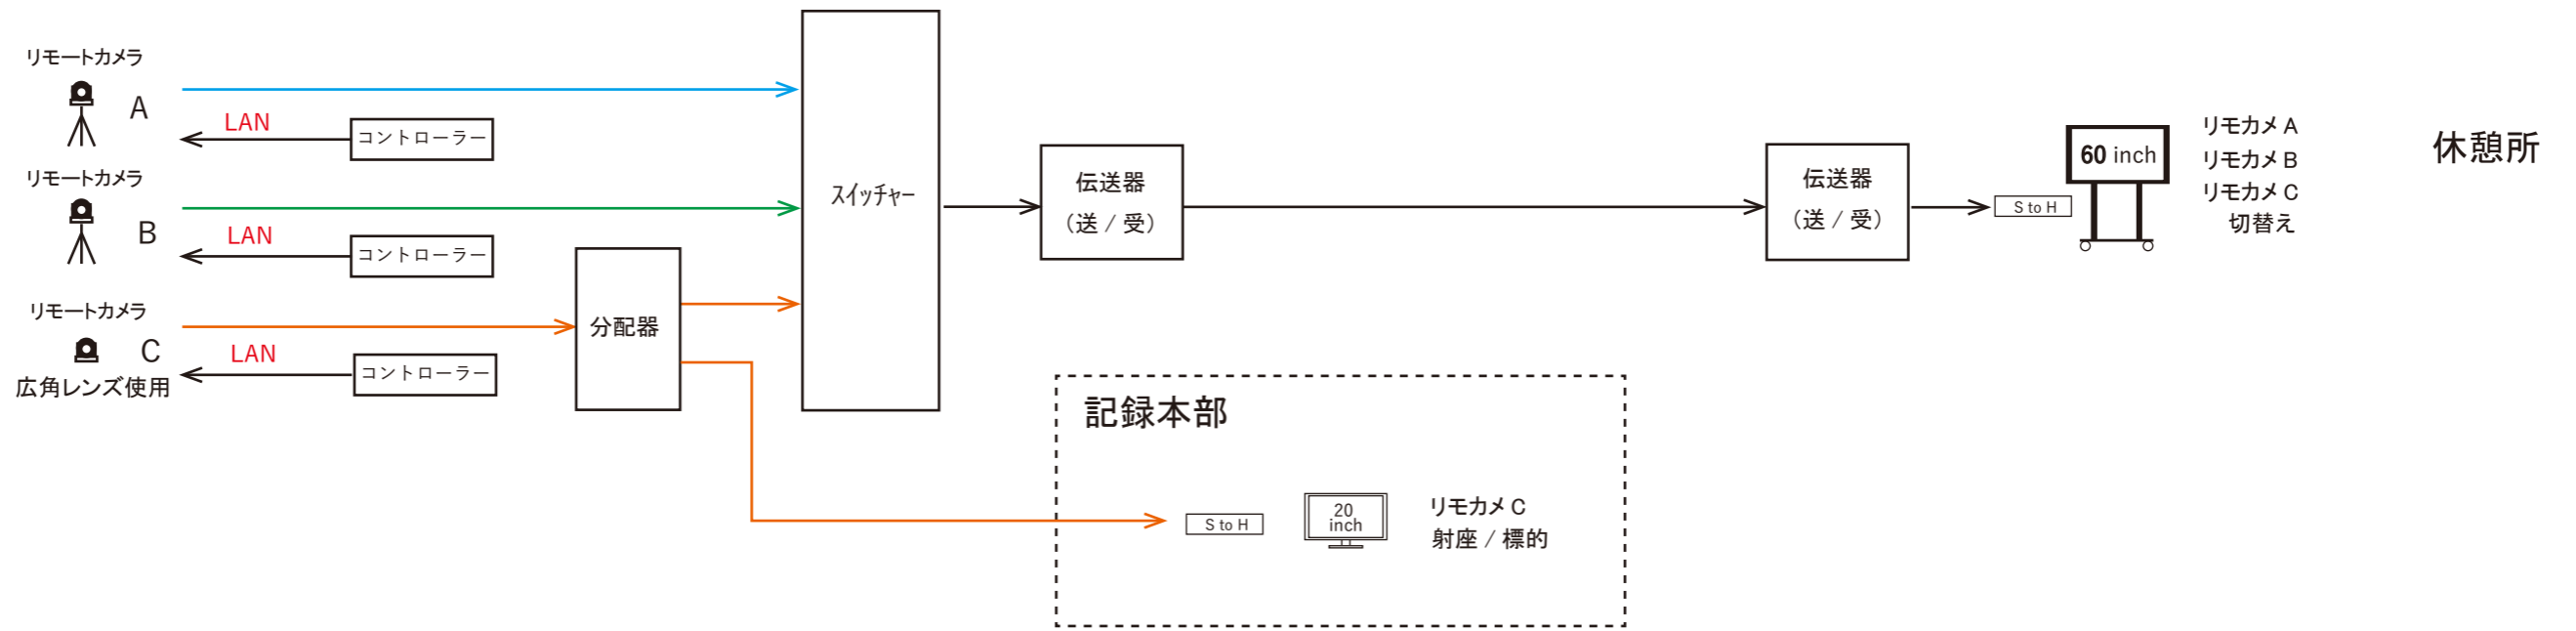 リモートカメラ
A
LAN
コントローラー
リモートカメラ
B
LAN
コントローラー
リモートカメラ
C
LAN
コントローラー
広角レンズ使用
分配器
スイッチャー
伝送器
（送 / 受）
伝送器
（送 / 受）
S to H
60 inch
リモカメ A
リモカメ B
リモカメ C
切替え
休憩所
記録本部
S to H
20
inch
リモカメ C
射座 / 標的